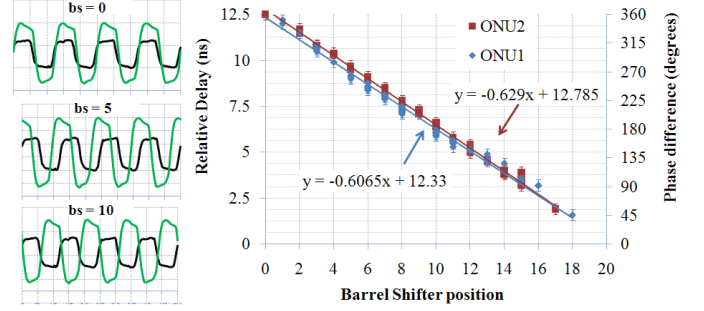 bs = 0
bs = 5
bs = 10
Relative Delay (ns)
12.5
10
7.5
5
2.5
0
ONU2
ONU1
y = -0.629x + 12.785
y = -0.6065x + 12.33
0 2 4 6 8 10 12 14 16 18 20
Barrel Shifter position
360
315
270
225
180
135
90
45
0
Phase difference (degrees)